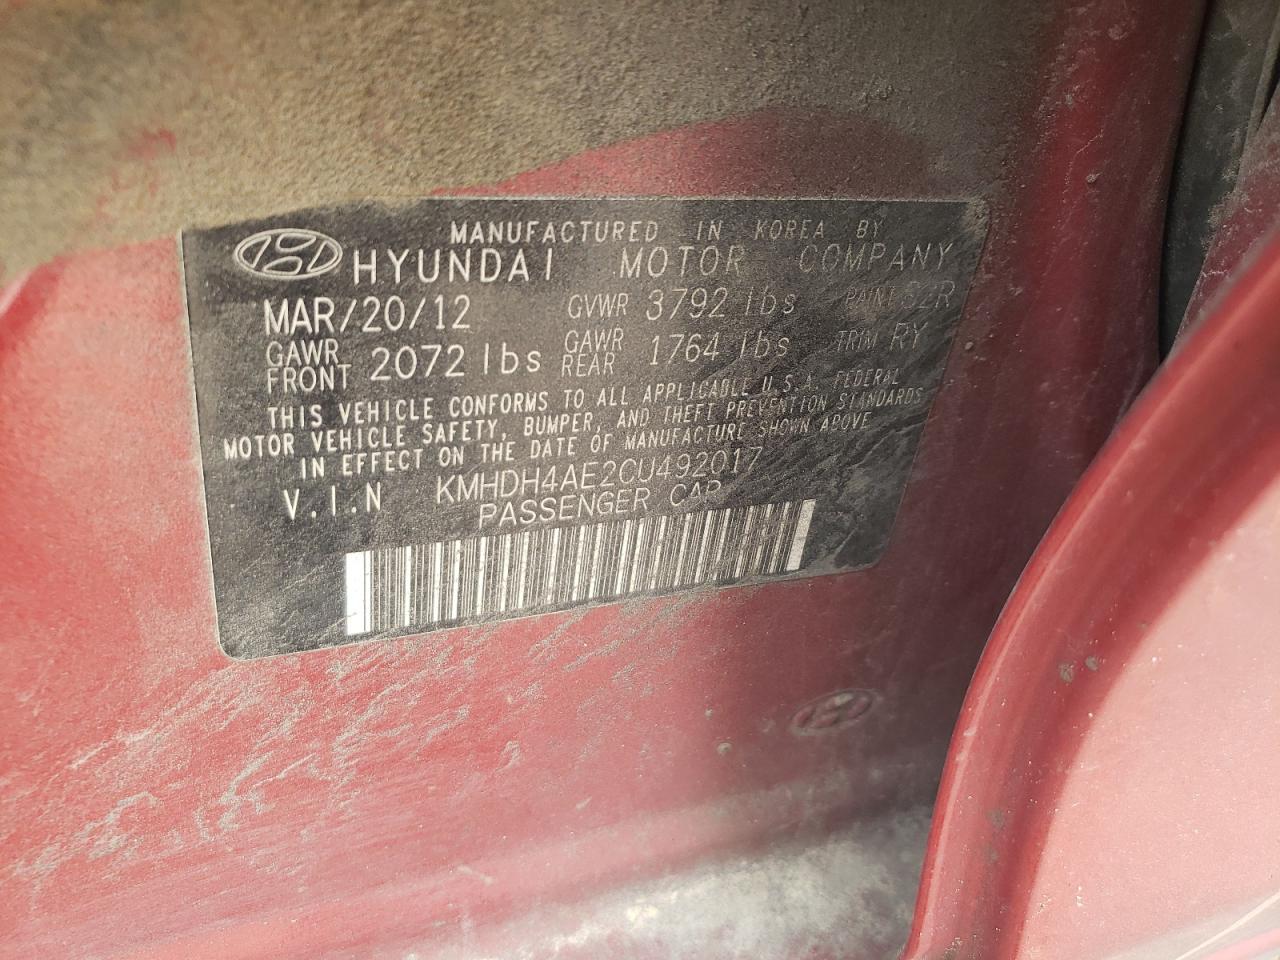 MANUFACTURED IN KOREA BY
HYUNDAI MOTOR COMPANY
MAR/20/12 GVWR 3792 lbs PAINT
GAWR FRONT 2072 lbs GAWR REAR 1764 lbs TRIM RY
THIS VEHICLE CONFORMS TO ALL APPLICABLE U.S.A. FEDERAL
MOTOR VEHICLE SAFETY, BUMPER, AND THEFT PREVENTION STANDARDS
IN EFFECT ON THE DATE OF MANUFACTURE SHOWN ABOVE
V.I.N KMHDH4AE2CU492017
PASSENGER CAR